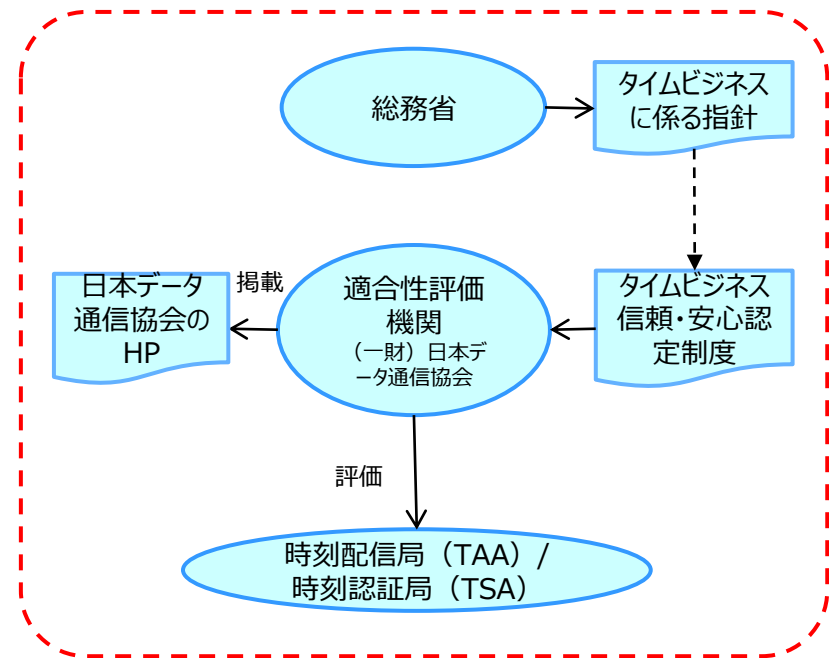 総務省
タイムビジネス
に係る指針
日本データ
通信協会の
HP
掲載
適合性評価
機関
（一財）日本デ
ータ通信協会
タイムビジネス
信頼・安心認
定制度
評価
時刻配信局（TAA）/
時刻認証局（TSA）